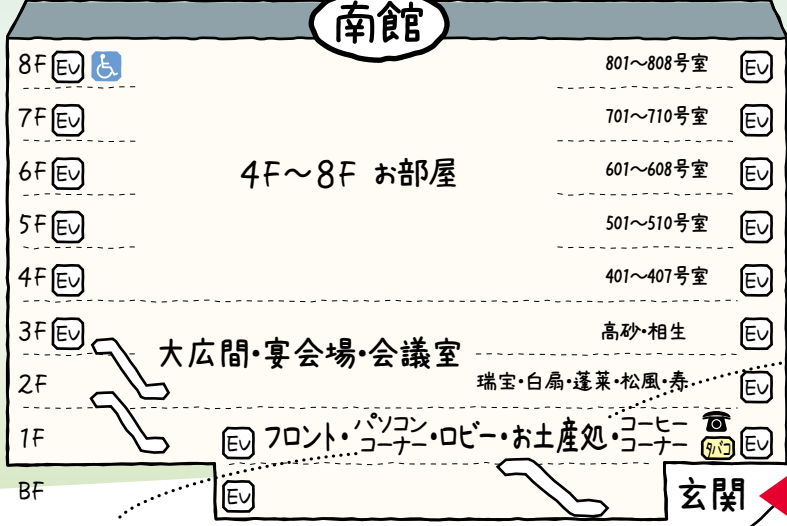 南館
8F Ev 801～808号室 Ev
7F Ev 701～710号室 Ev
6F Ev 4F～8F お部屋 601～608号室 Ev
5F Ev 501～510号室 Ev
4F Ev 401～407号室 Ev
3F Ev 大広間・宴会場・会議室 高砂・相生 Ev
2F 瑞宝・白扇・蓬莱・松風・寿 Ev
1F Ev フロント・パソコンコーナー・ロビー・お土産処・コーヒーコーナー タバコ Ev
BF Ev 玄関